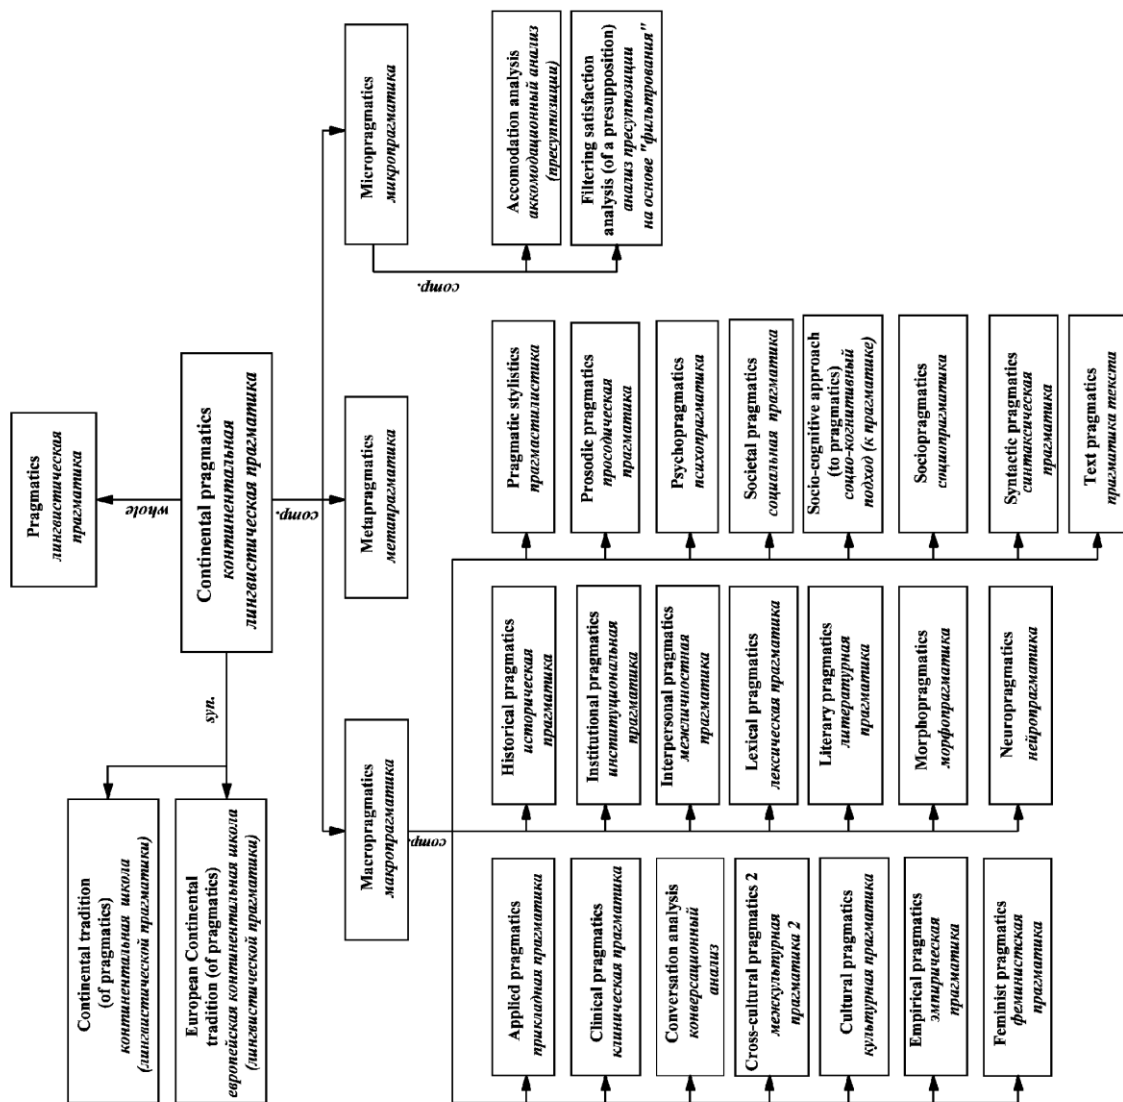 Pragmatics
лингвистическая
прагматика
whole
Continental pragmatics
континентальная
лингвистическая прагматика
syn.
comp.
Continental tradition
(of pragmatics)
континентальная школа
(лингвистической прагматики)
European Continental
tradition (of pragmatics)
европейская континентальная школа
(лингвистической прагматики)
Macropragmatics
макропрагматика
Metapragmatics
метапрагматика
Micropragmatics
микропрагматика
comp.
comp.
Applied pragmatics
прикладная прагматика
Clinical pragmatics
клиническая прагматика
Conversation analysis
конверсационный
анализ
Cross-cultural pragmatics 2
межскультурная
прагматика 2
Cultural pragmatics
культурная прагматика
Empirical pragmatics
эмпирическая
прагматика
Feminist pragmatics
феминистская
прагматика
Historical pragmatics
историческая
прагматика
Institutional pragmatics
институциональная
прагматика
Interpersonal pragmatics
межличностная
прагматика
Lexical pragmatics
лексическая прагматика
Literary pragmatics
литературная
прагматика
Morphopragmatics
морфопрагматика
Neuropragmatics
нейропрагматика
Pragmatic stylistics
прагмастилистика
Prosodic pragmatics
просодическая
прагматика
Psychopragmatics
психопрагматика
Societal pragmatics
социальная прагматика
Socio-cognitive approach
(to pragmatics)
социо-когнитивный
подход (к прагматике)
Sociopragmatics
социопрагматика
Syntactic pragmatics
синтаксическая
прагматика
Text pragmatics
прагматика текста
Accomodation analysis
аккомодационный анализ
(пресуппозиции)
Filtering satisfaction
analysis (of a presupposition)
анализ пресуппозиции
на основе "фильтрования"